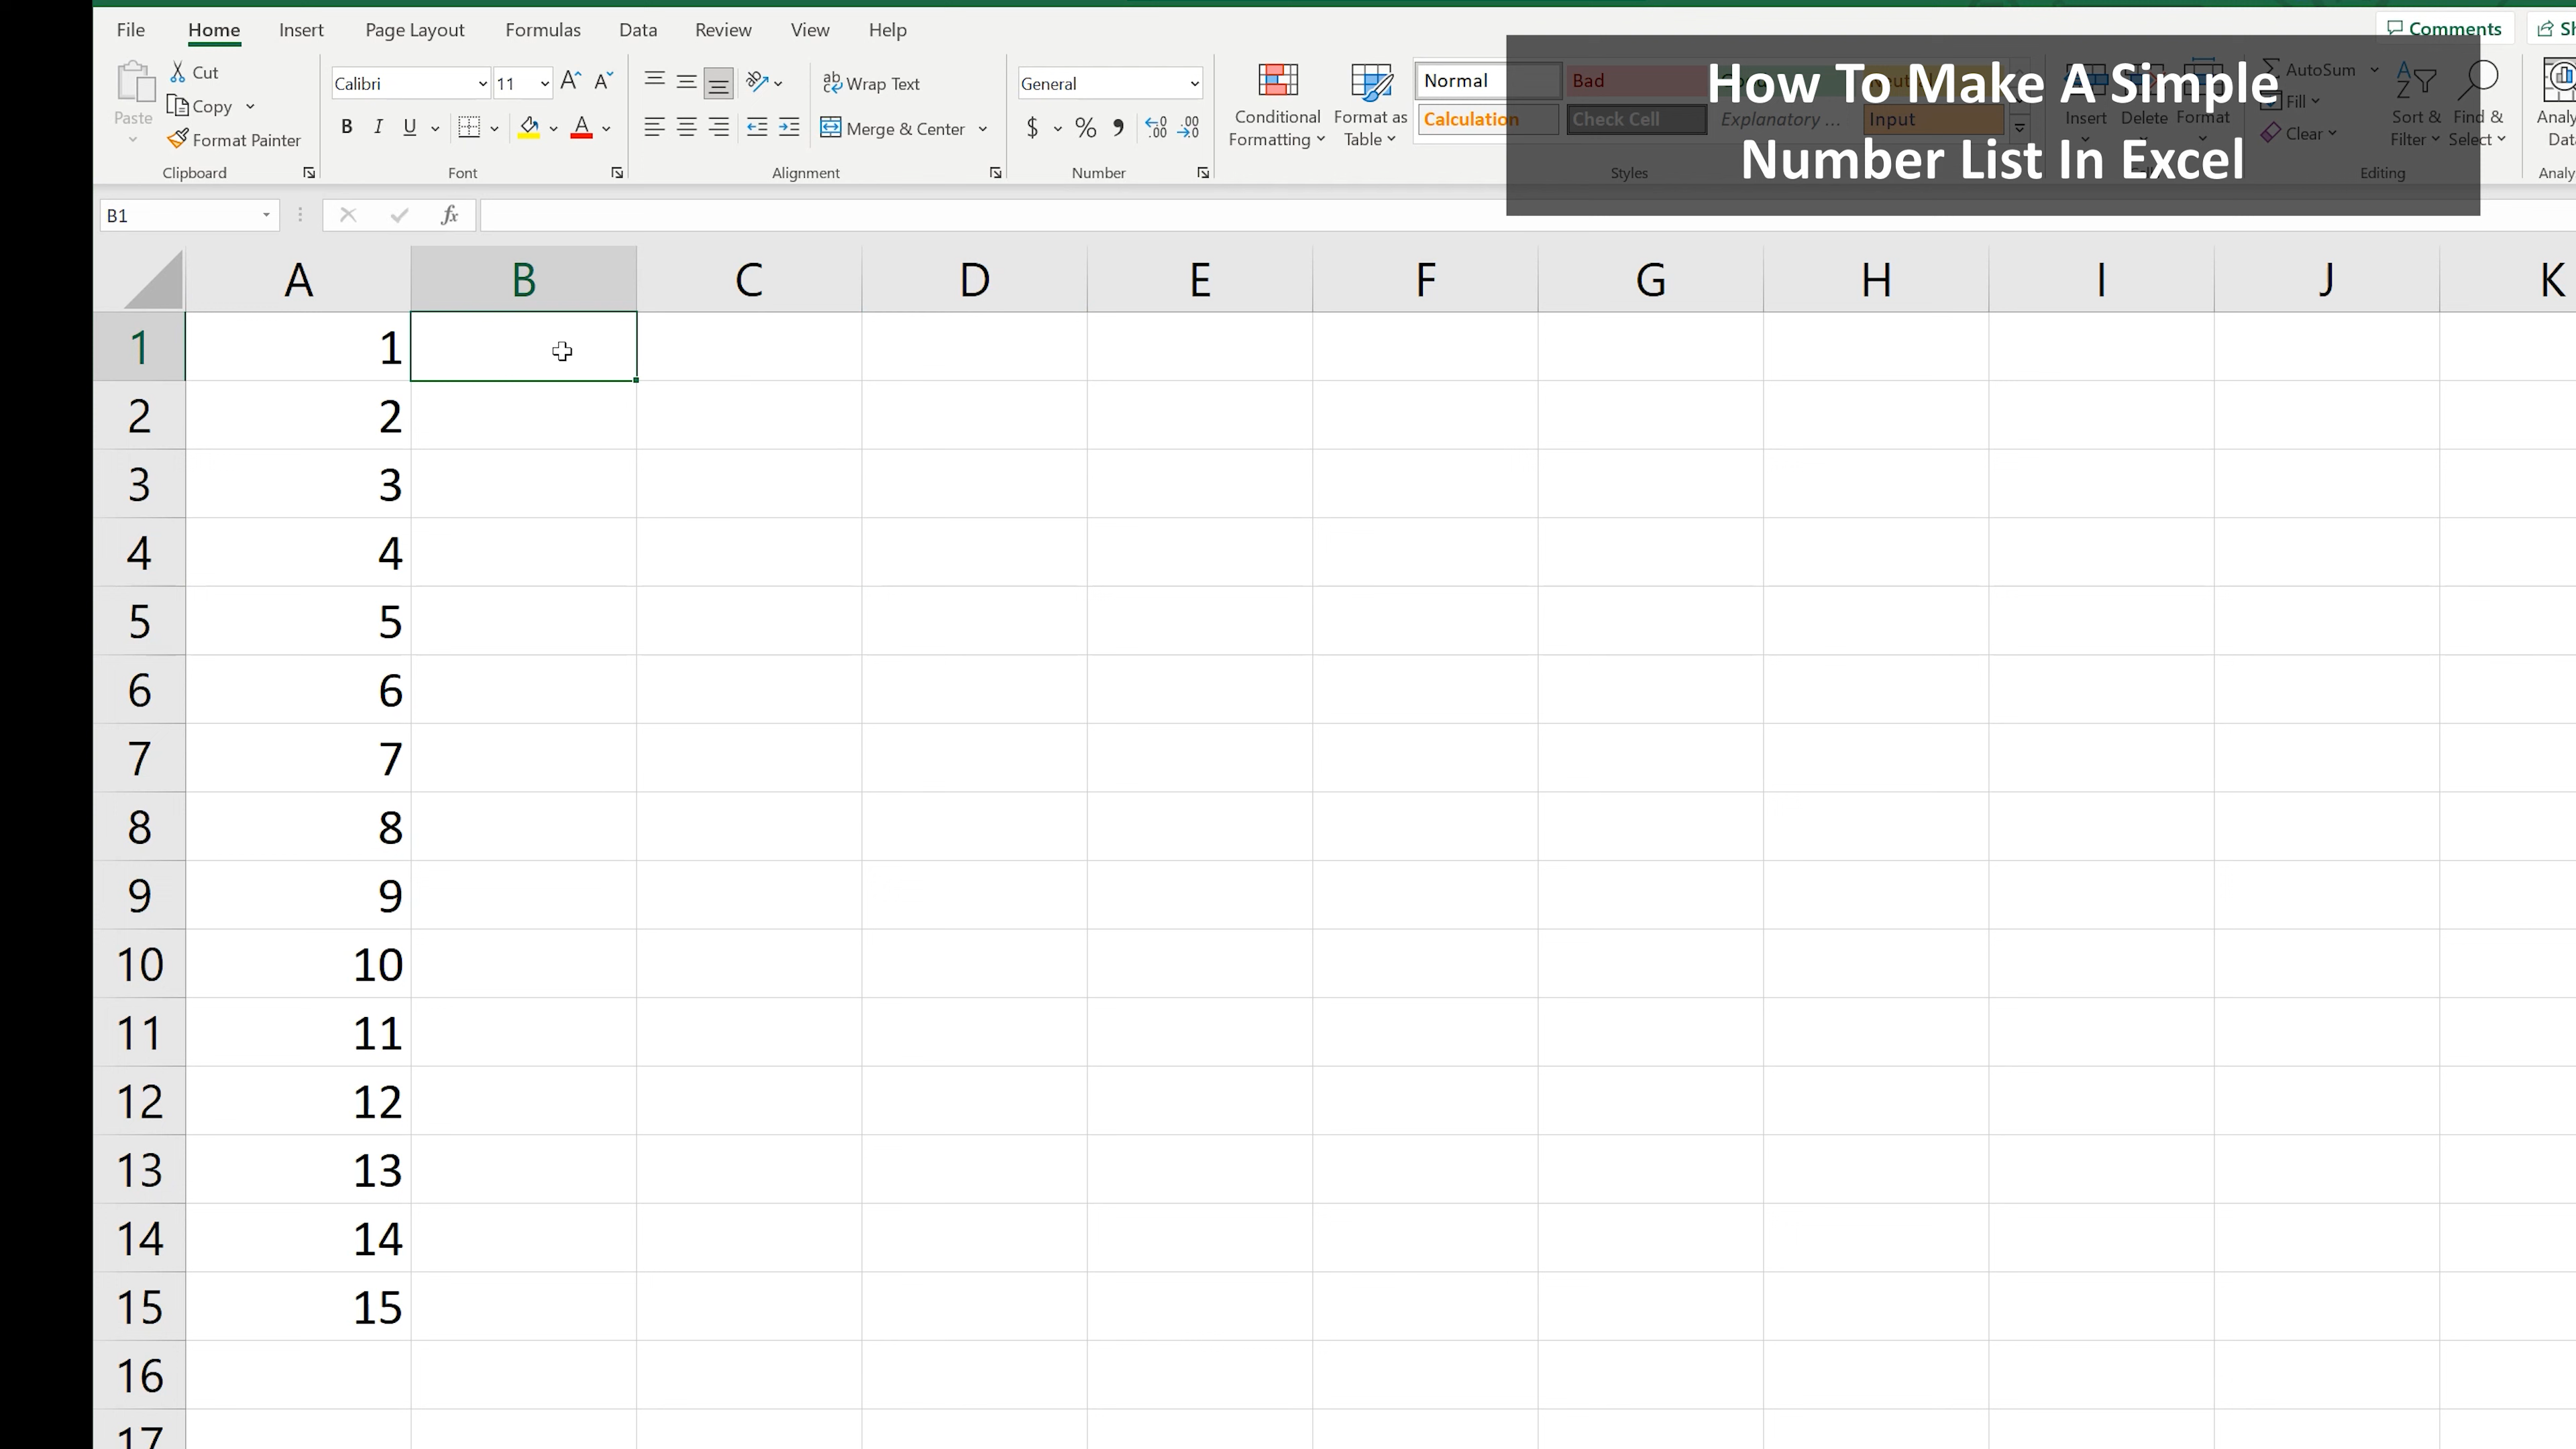 File Home Insert Page Layout Formulas Data Review View Help
Comments
How To Make A Simple
Number List In Excel
Paste
Cut
Copy
Format Painter
Clipboard
Calibri 11
B I U A
Font
ab Wrap Text
Merge & Center
Alignment
General
$ % 9
Number
Conditional
Formatting
Format as
Table
Normal Bad
Calculation Check Cell Explanatory ... Input
Styles
Insert Delete Format
AutoSum
Fill
Clear
Sort &
Filter
Find &
Select
Editing
B1 fx
A B C D E F G H I J K
1 1
2 2
3 3
4 4
5 5
6 6
7 7
8 8
9 9
10 10
11 11
12 12
13 13
14 14
15 15
16
17